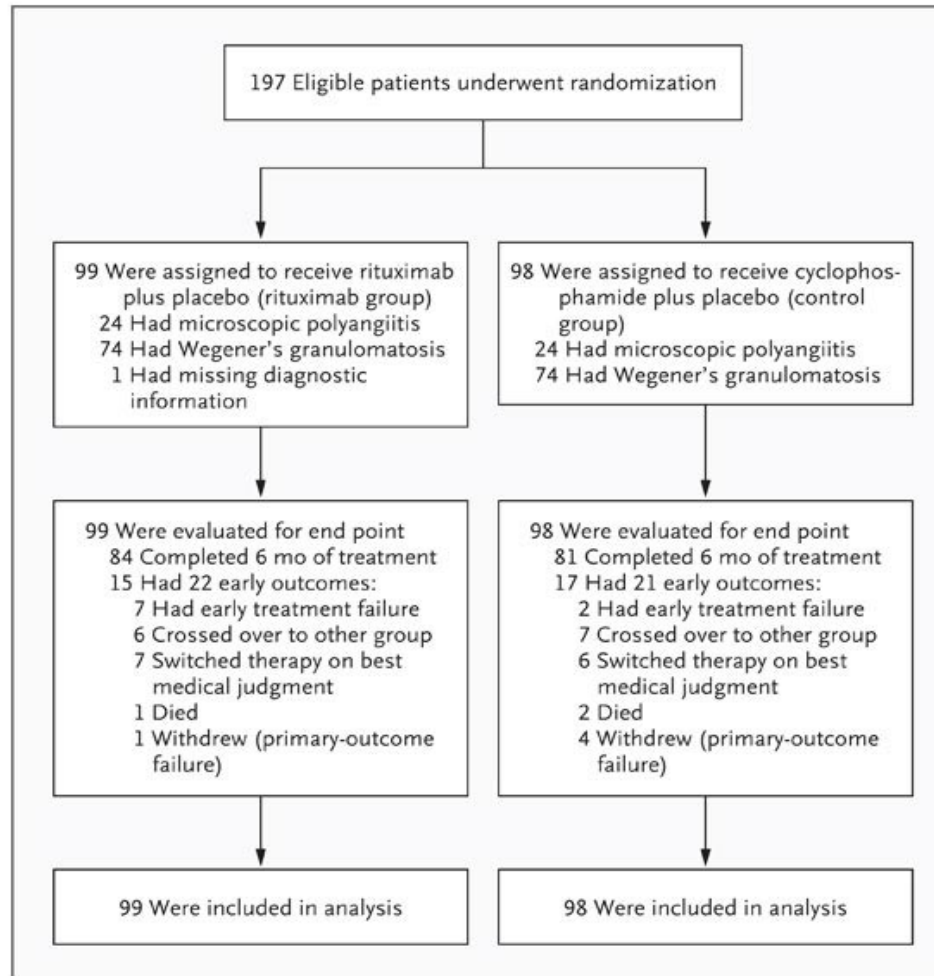 197 Eligible patients underwent randomization
99 Were assigned to receive rituximab
plus placebo (rituximab group)
24 Had microscopic polyangiitis
74 Had Wegener's granulomatosis
1 Had missing diagnostic
information
98 Were assigned to receive cyclophos-
phamide plus placebo (control
group)
24 Had microscopic polyangiitis
74 Had Wegener's granulomatosis
99 Were evaluated for end point
84 Completed 6 mo of treatment
15 Had 22 early outcomes:
7 Had early treatment failure
6 Crossed over to other group
7 Switched therapy on best
medical judgment
1 Died
1 Withdrew (primary-outcome
failure)
98 Were evaluated for end point
81 Completed 6 mo of treatment
17 Had 21 early outcomes:
2 Had early treatment failure
7 Crossed over to other group
6 Switched therapy on best
medical judgment
2 Died
4 Withdrew (primary-outcome
failure)
99 Were included in analysis
98 Were included in analysis